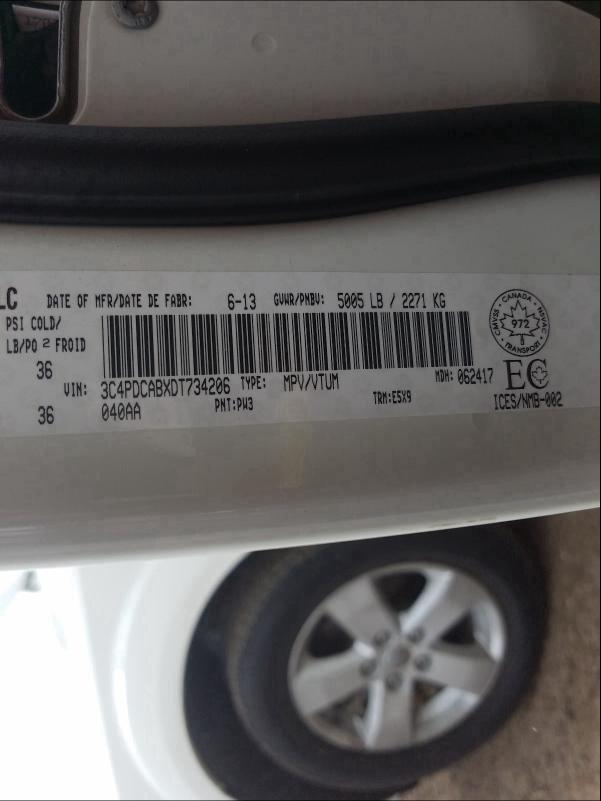 LC DATE OF MFR/DATE DE FABR: 6-13 GVWR/PNBV: 5005 LB / 2271 KG
PSI COLD/
LB/PO 2 FROID
36
VIN: 3C4PDCABXDT734206 TYPE: MPV/VTUM MDH: 062417
36 040AA PNT:PW3 TRM:E5X9
CANADA
CMVSS NSVAC
972
TRANSPORT
EC
ICES/NMB-002